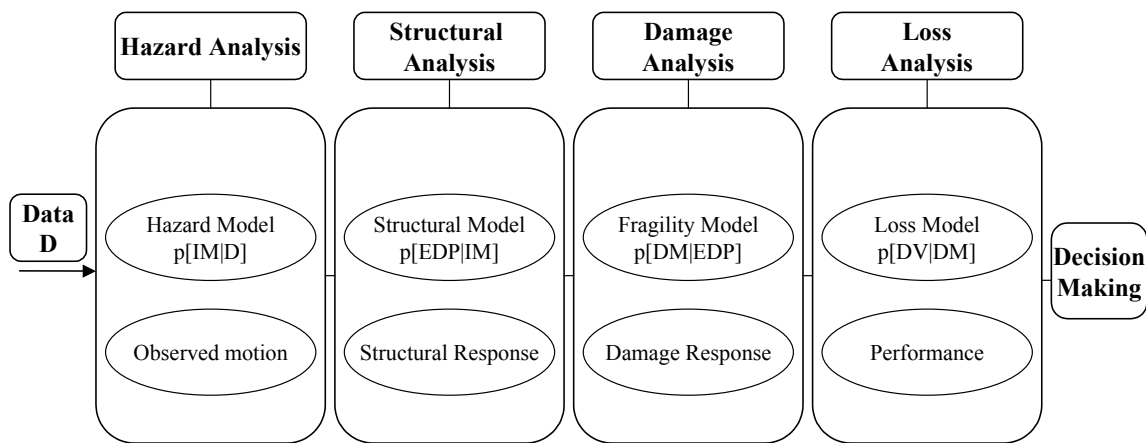 Hazard Analysis
Structural
Analysis
Damage
Analysis
Loss
Analysis
Data
D
Hazard Model
p[IM|D]
Observed motion
Structural Model
p[EDP|IM]
Structural Response
Fragility Model
p[DM|EDP]
Damage Response
Loss Model
p[DV|DM]
Performance
Decision
Making